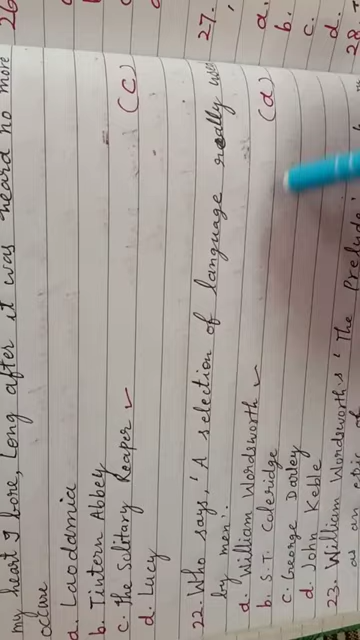 my heart I bore, Long after it was heard no more
occur
a. Laodamia
b. Tintern Abbey
c. The Solitary Reaper ✓ (C)
d. Lucy
22. Who says, 'A selection of language really
by men'.
a. William Wordsworth ✓ (a)
b. S.T. Coleridge
c. George Darley
d. John Keble
23. William Wordsworth's 'The Prelude'
26
27.
a.
b.
c.
d.
28.